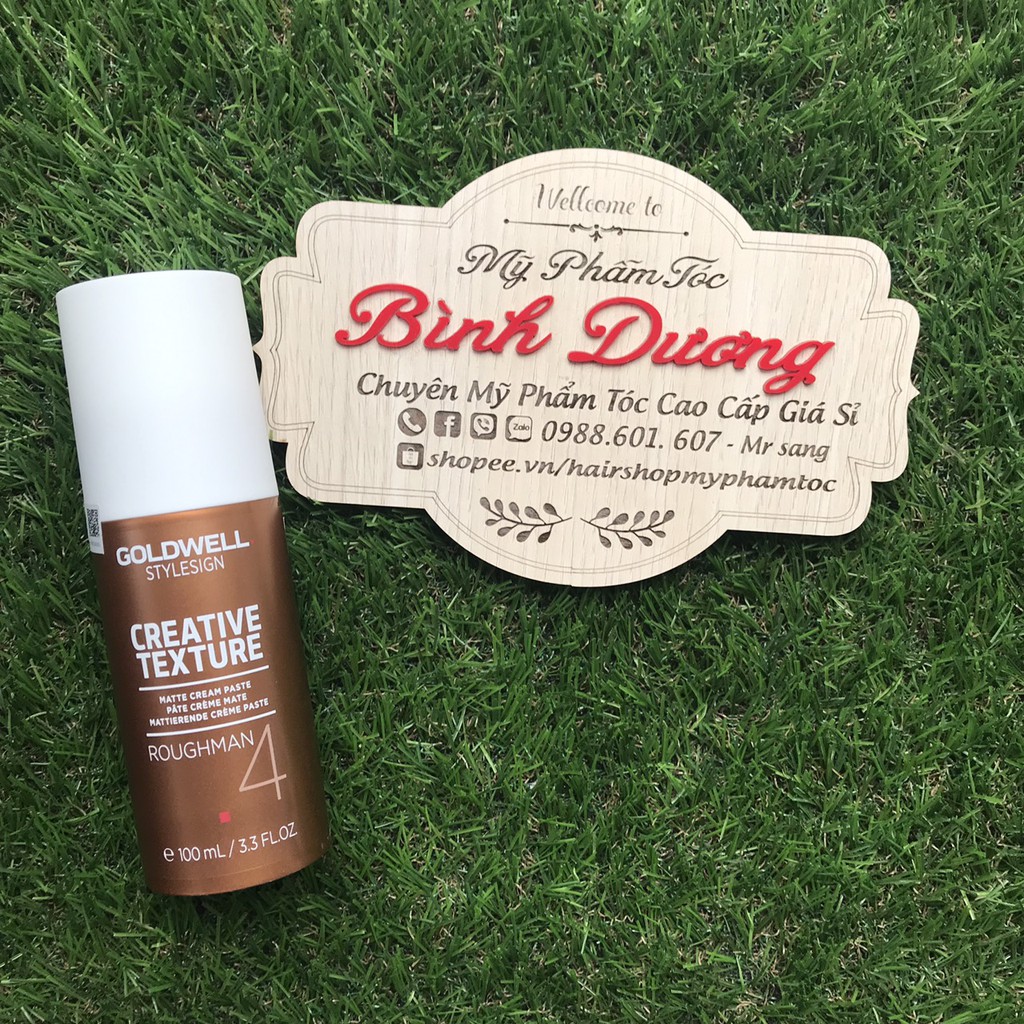 Wellcome to
Mỹ Phẩm Tóc
Bình Dương
Chuyên Mỹ Phẩm Tóc Cao Cấp Giá Sỉ
Zalo 0988.601. 607 - Mr sang
shopee.vn/hairshopmyphamtoc
GOLDWELL
STYLESIGN
CREATIVE
TEXTURE
MATTE CREAM PASTE
PÂTE CRÈME MATE
MATTIERENDE CRÈME PASTE
ROUGHMAN 4
e 100 mL / 3.3 FL.OZ